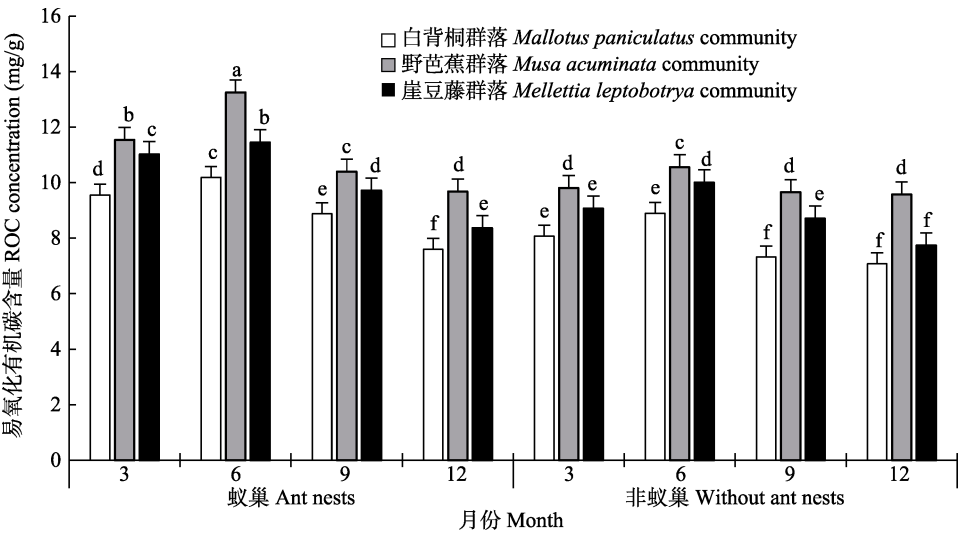 易氧化有机碳含量 ROC concentration (mg/g)
16
14
12
10
8
6
4
2
0
白背桐群落 Mallotus paniculatus community
野芭蕉群落 Musa acuminata community
崖豆藤群落 Mellettia leptobotrya community
d b c c a b e c d f d e e d e e c d f d e f d f
3 6 9 12 3 6 9 12
蚁巢 Ant nests 非蚁巢 Without ant nests
月份 Month